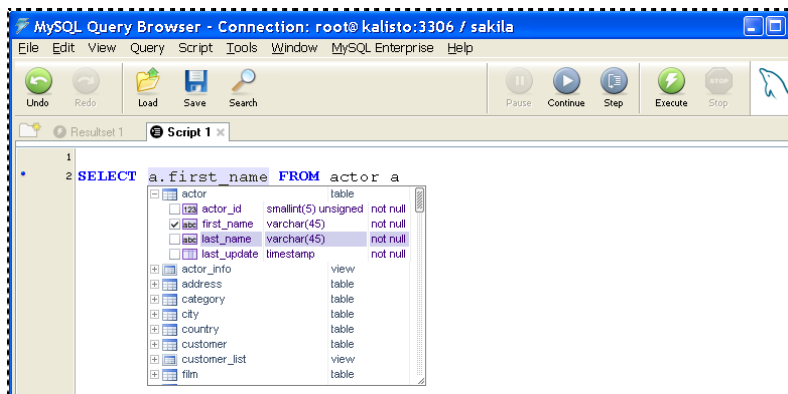 MySQL Query Browser - Connection: root@ kalisto:3306 / sakila
File Edit View Query Script Tools Window MySQL Enterprise Help
Undo Redo Load Save Search Pause Continue Step Execute Stop
Resultset 1 Script 1
1
2 SELECT a.first_name FROM actor a
actor table
123 actor_id smallint(5) unsigned not null
abc first_name varchar(45) not null
abc last_name varchar(45) not null
last_update timestamp not null
actor_info view
address table
category table
city table
country table
customer table
customer_list view
film table